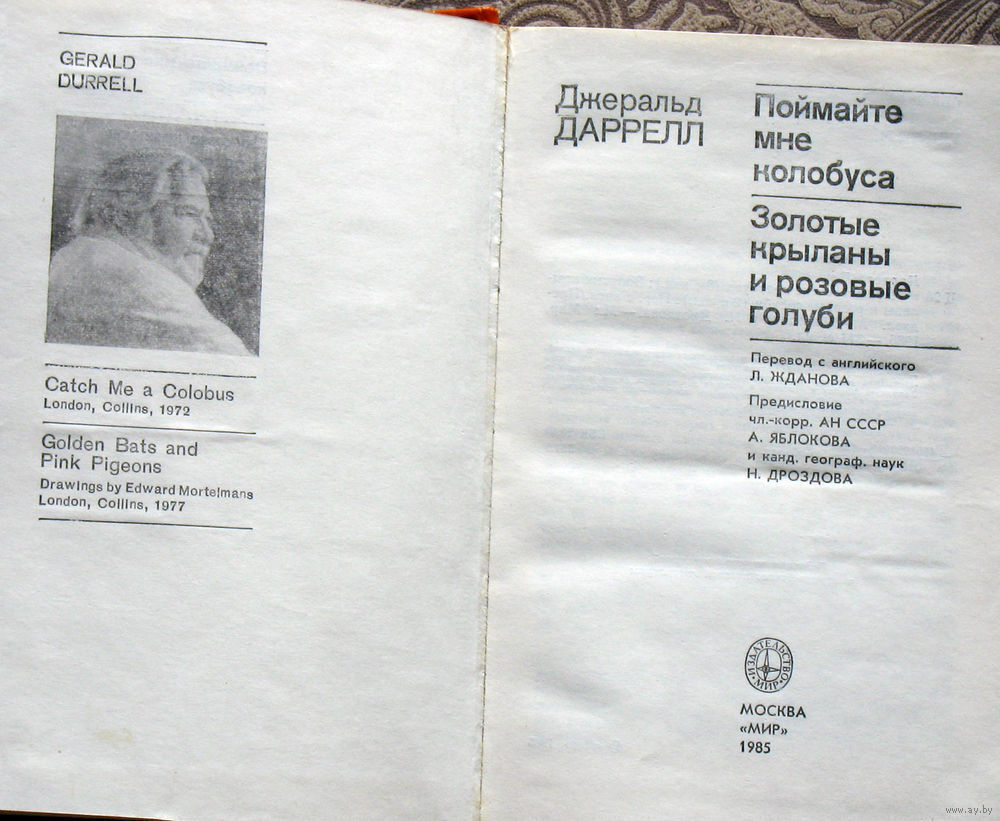 GERALD
DURRELL
Catch Me a Colobus
London, Collins, 1972
Golden Bats and
Pink Pigeons
Drawings by Edward Mortelmans
London, Collins, 1977
Джеральд
ДАРРЕЛЛ
Поймайте
мне
колобуса
Золотые
крыланы
и розовые
голуби
Перевод с английского
Л. ЖДАНОВА
Предисловие
чл.-корр. АН СССР
А. ЯБЛОКОВА
и канд. географ. наук
Н. ДРОЗДОВА
ИЗДАТЕЛЬСТВО
•МИР•
МОСКВА
«МИР»
1985
www.ay.by